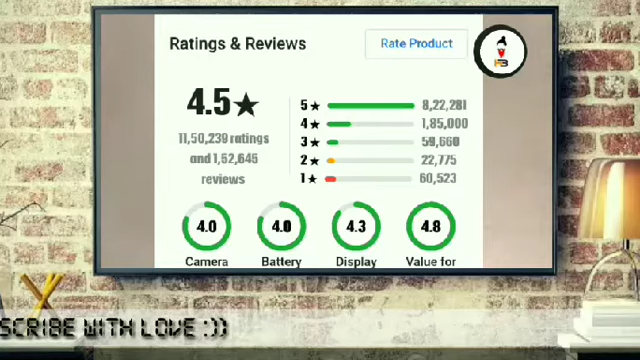 Ratings & Reviews
Rate Product
A
FB
4.5★
11,50,239 ratings
and 1,62,645
reviews
5★ 8,22,281
4★ 1,85,000
3★ 59,660
2★ 22,775
1★ 60,523
4.0 4.0 4.3 4.8
Camera Battery Display Value for
SCRIBE WITH LOVE :))